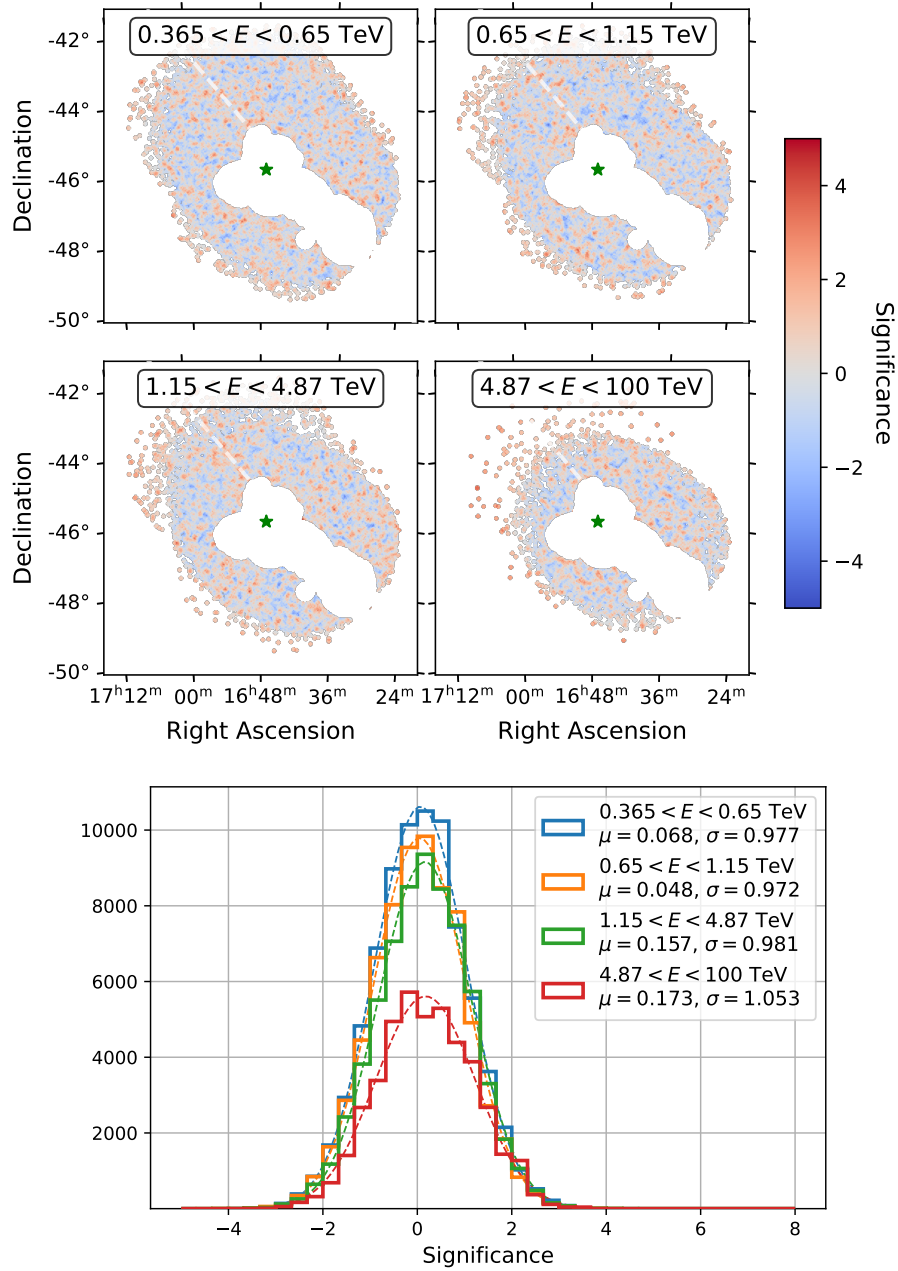 0.365 < E < 0.65 TeV
0.65 < E < 1.15 TeV
-42°
-44°
-46°
-48°
-50°
Declination
1.15 < E < 4.87 TeV
4.87 < E < 100 TeV
-42°
-44°
-46°
-48°
-50°
Declination
17ʰ12ᵐ 00ᵐ 16ʰ48ᵐ 36ᵐ 24ᵐ
17ʰ12ᵐ 00ᵐ 16ʰ48ᵐ 36ᵐ 24ᵐ
Right Ascension
Right Ascension
4
2
0
−2
−4
Significance
10000
8000
6000
4000
2000
0.365 < E < 0.65 TeV
μ = 0.068, σ = 0.977
0.65 < E < 1.15 TeV
μ = 0.048, σ = 0.972
1.15 < E < 4.87 TeV
μ = 0.157, σ = 0.981
4.87 < E < 100 TeV
μ = 0.173, σ = 1.053
−4 −2 0 2 4 6 8
Significance